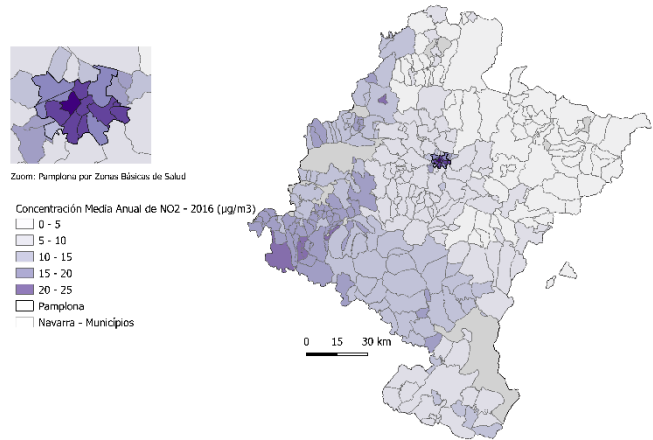 Zuom: Pamplona por Zonas Básicas de Salud
Concentración Media Anual de NO2 - 2016 (µg/m3)
0 - 5
5 - 10
10 - 15
15 - 20
20 - 25
Pamplona
Navarra - Municípios
0 15 30 km